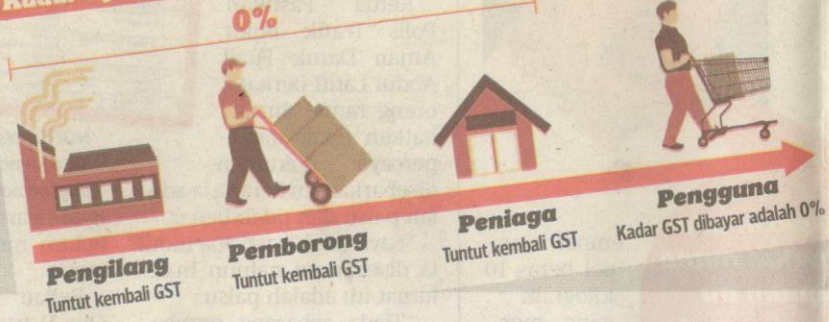 0%
Pengilang
Tuntut kembali GST
Pemborong
Tuntut kembali GST
Peniaga
Tuntut kembali GST
Pengguna
Kadar GST dibayar adalah 0%